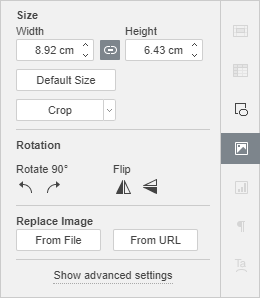 Size
Width Height
8.92 cm 6.43 cm
Default Size
Crop
Rotation
Rotate 90° Flip
Replace Image
From File From URL
Show advanced settings